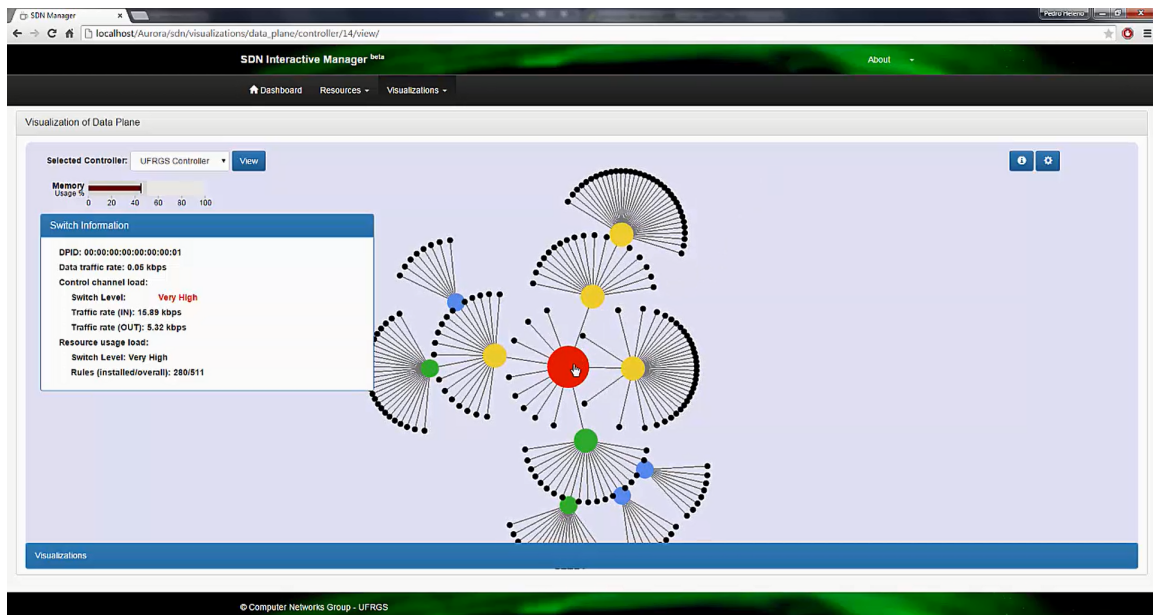 SDN Manager
Pedro Heleno
localhost/Aurora/sdn/visualizations/data_plane/controller/14/view/
SDN Interactive Manager beta
About
Dashboard Resources Visualizations
Visualization of Data Plane
Selected Controller: UFRGS Controller View
Memory
Usage %
0 20 40 60 80 100
Switch Information
DPID: 00:00:00:00:00:00:00:01
Data traffic rate: 0.05 kbps
Control channel load:
Switch Level: Very High
Traffic rate (IN): 15.89 kbps
Traffic rate (OUT): 5.32 kbps
Resource usage load:
Switch Level: Very High
Rules (installed/overall): 280/511
Visualizations
© Computer Networks Group - UFRGS